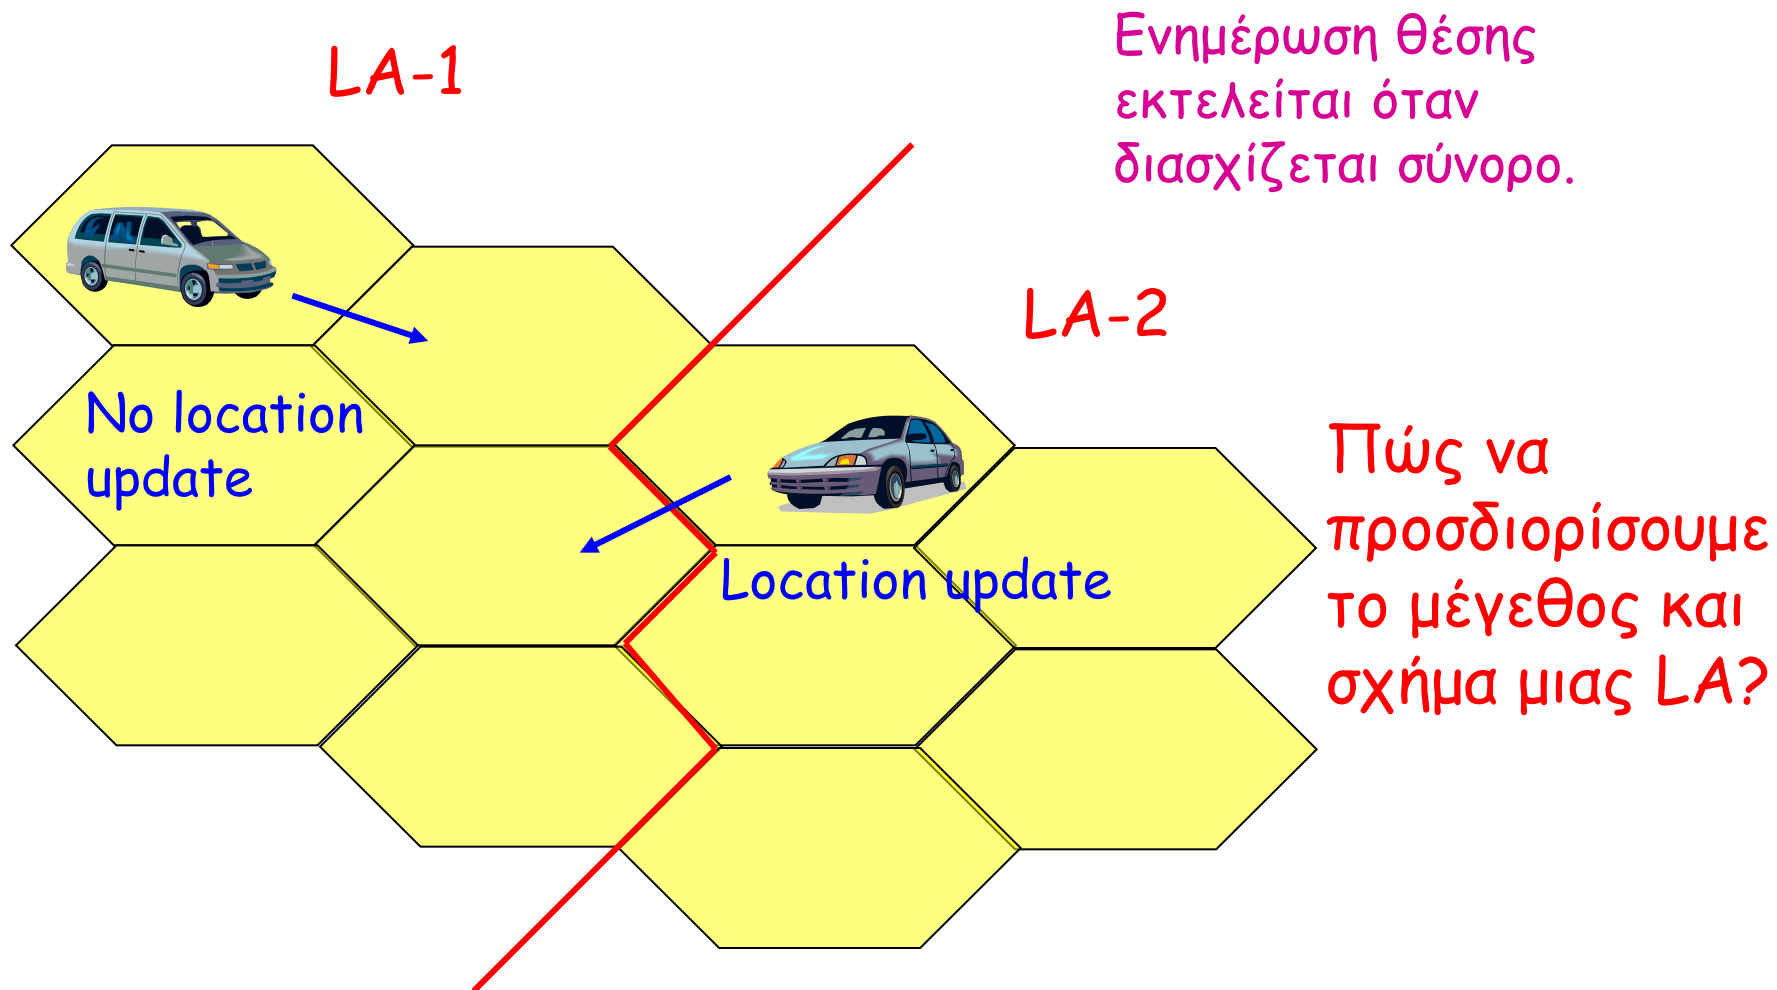 LA-1
Ενημέρωση θέσης
εκτελείται όταν
διασχίζεται σύνορο.
LA-2
No location
update
Location update
Πώς να
προσδιορίσουμε
το μέγεθος και
σχήμα μιας LA?